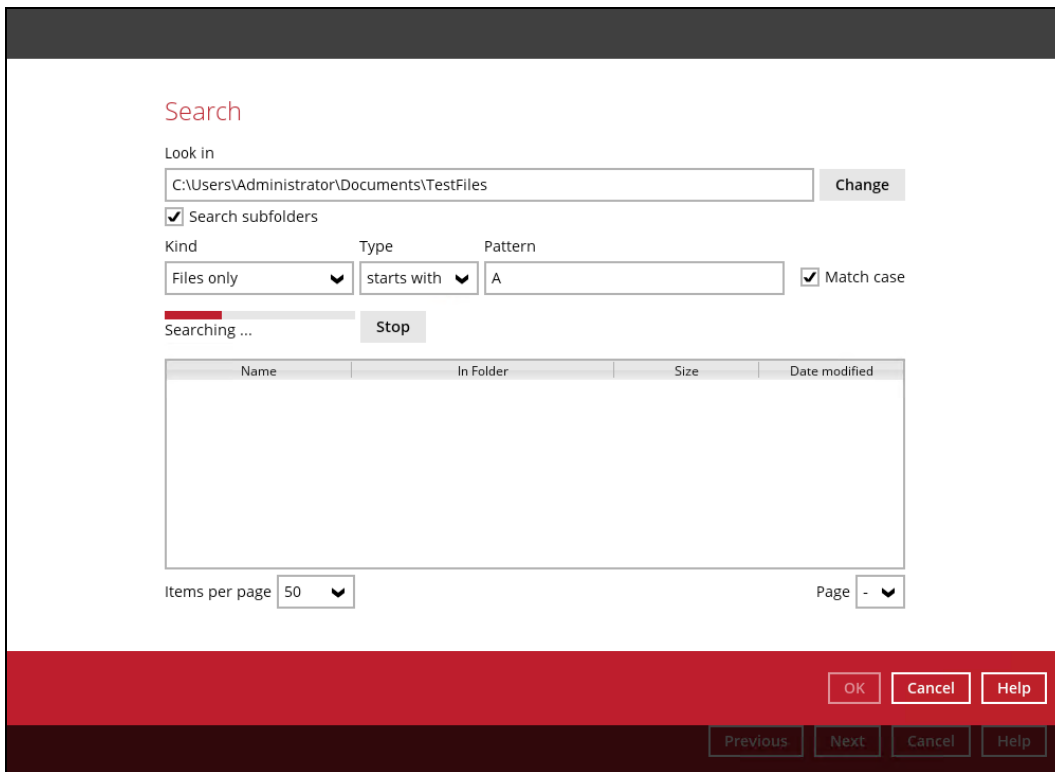 Search
Look in
C:\Users\Administrator\Documents\TestFiles Change
Search subfolders
Kind Type Pattern
Files only starts with A Match case
Searching ... Stop
Name In Folder Size Date modified
Items per page 50 Page -
OK Cancel Help
Previous Next Cancel Help